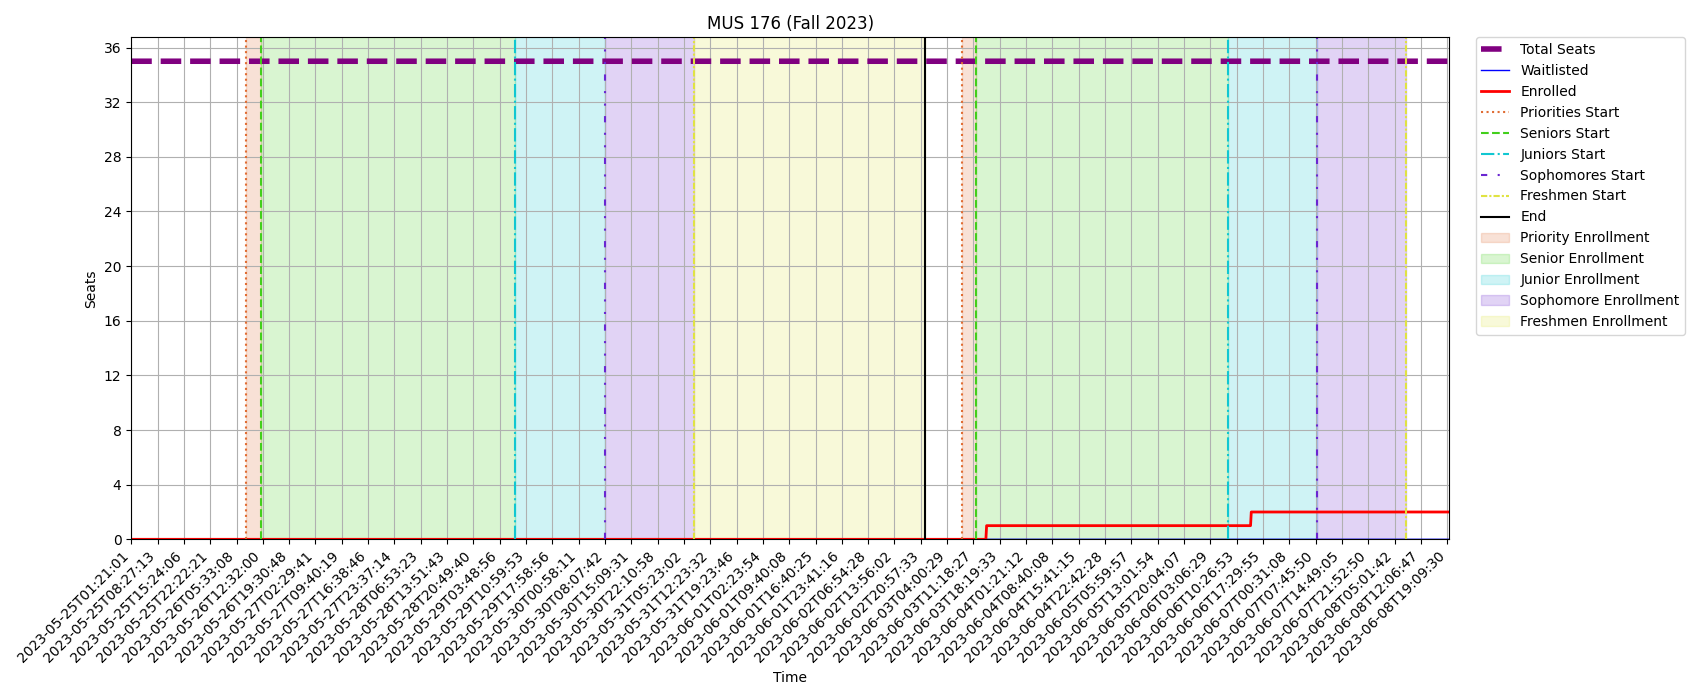 MUS 176 (Fall 2023)
36
32
28
24
20
16
12
8
4
0
Seats
2023-05-25T01:21:01
2023-05-25T08:27:13
2023-05-25T15:24:06
2023-05-25T22:22:21
2023-05-26T05:33:08
2023-05-26T12:32:00
2023-05-26T19:30:48
2023-05-27T02:29:41
2023-05-27T09:40:19
2023-05-27T16:38:46
2023-05-27T23:37:14
2023-05-28T06:53:23
2023-05-28T13:51:43
2023-05-28T20:49:40
2023-05-29T03:48:56
2023-05-29T10:59:53
2023-05-29T17:58:56
2023-05-30T00:58:11
2023-05-30T08:07:42
2023-05-30T15:09:31
2023-05-30T22:10:58
2023-05-31T05:23:02
2023-05-31T12:23:32
2023-05-31T19:23:46
2023-06-01T02:23:54
2023-06-01T09:40:08
2023-06-01T16:40:25
2023-06-01T23:41:16
2023-06-02T06:54:28
2023-06-02T13:56:02
2023-06-02T20:57:33
2023-06-03T04:00:29
2023-06-03T11:18:27
2023-06-03T18:19:33
2023-06-04T01:21:12
2023-06-04T08:40:08
2023-06-04T15:41:15
2023-06-04T22:42:28
2023-06-05T05:59:57
2023-06-05T13:01:54
2023-06-05T20:04:07
2023-06-06T03:06:29
2023-06-06T10:26:53
2023-06-06T17:29:55
2023-06-07T00:31:08
2023-06-07T07:45:50
2023-06-07T14:49:05
2023-06-07T21:52:50
2023-06-08T05:01:42
2023-06-08T12:06:47
2023-06-08T19:09:30
Time
Total Seats
Waitlisted
Enrolled
Priorities Start
Seniors Start
Juniors Start
Sophomores Start
Freshmen Start
End
Priority Enrollment
Senior Enrollment
Junior Enrollment
Sophomore Enrollment
Freshmen Enrollment